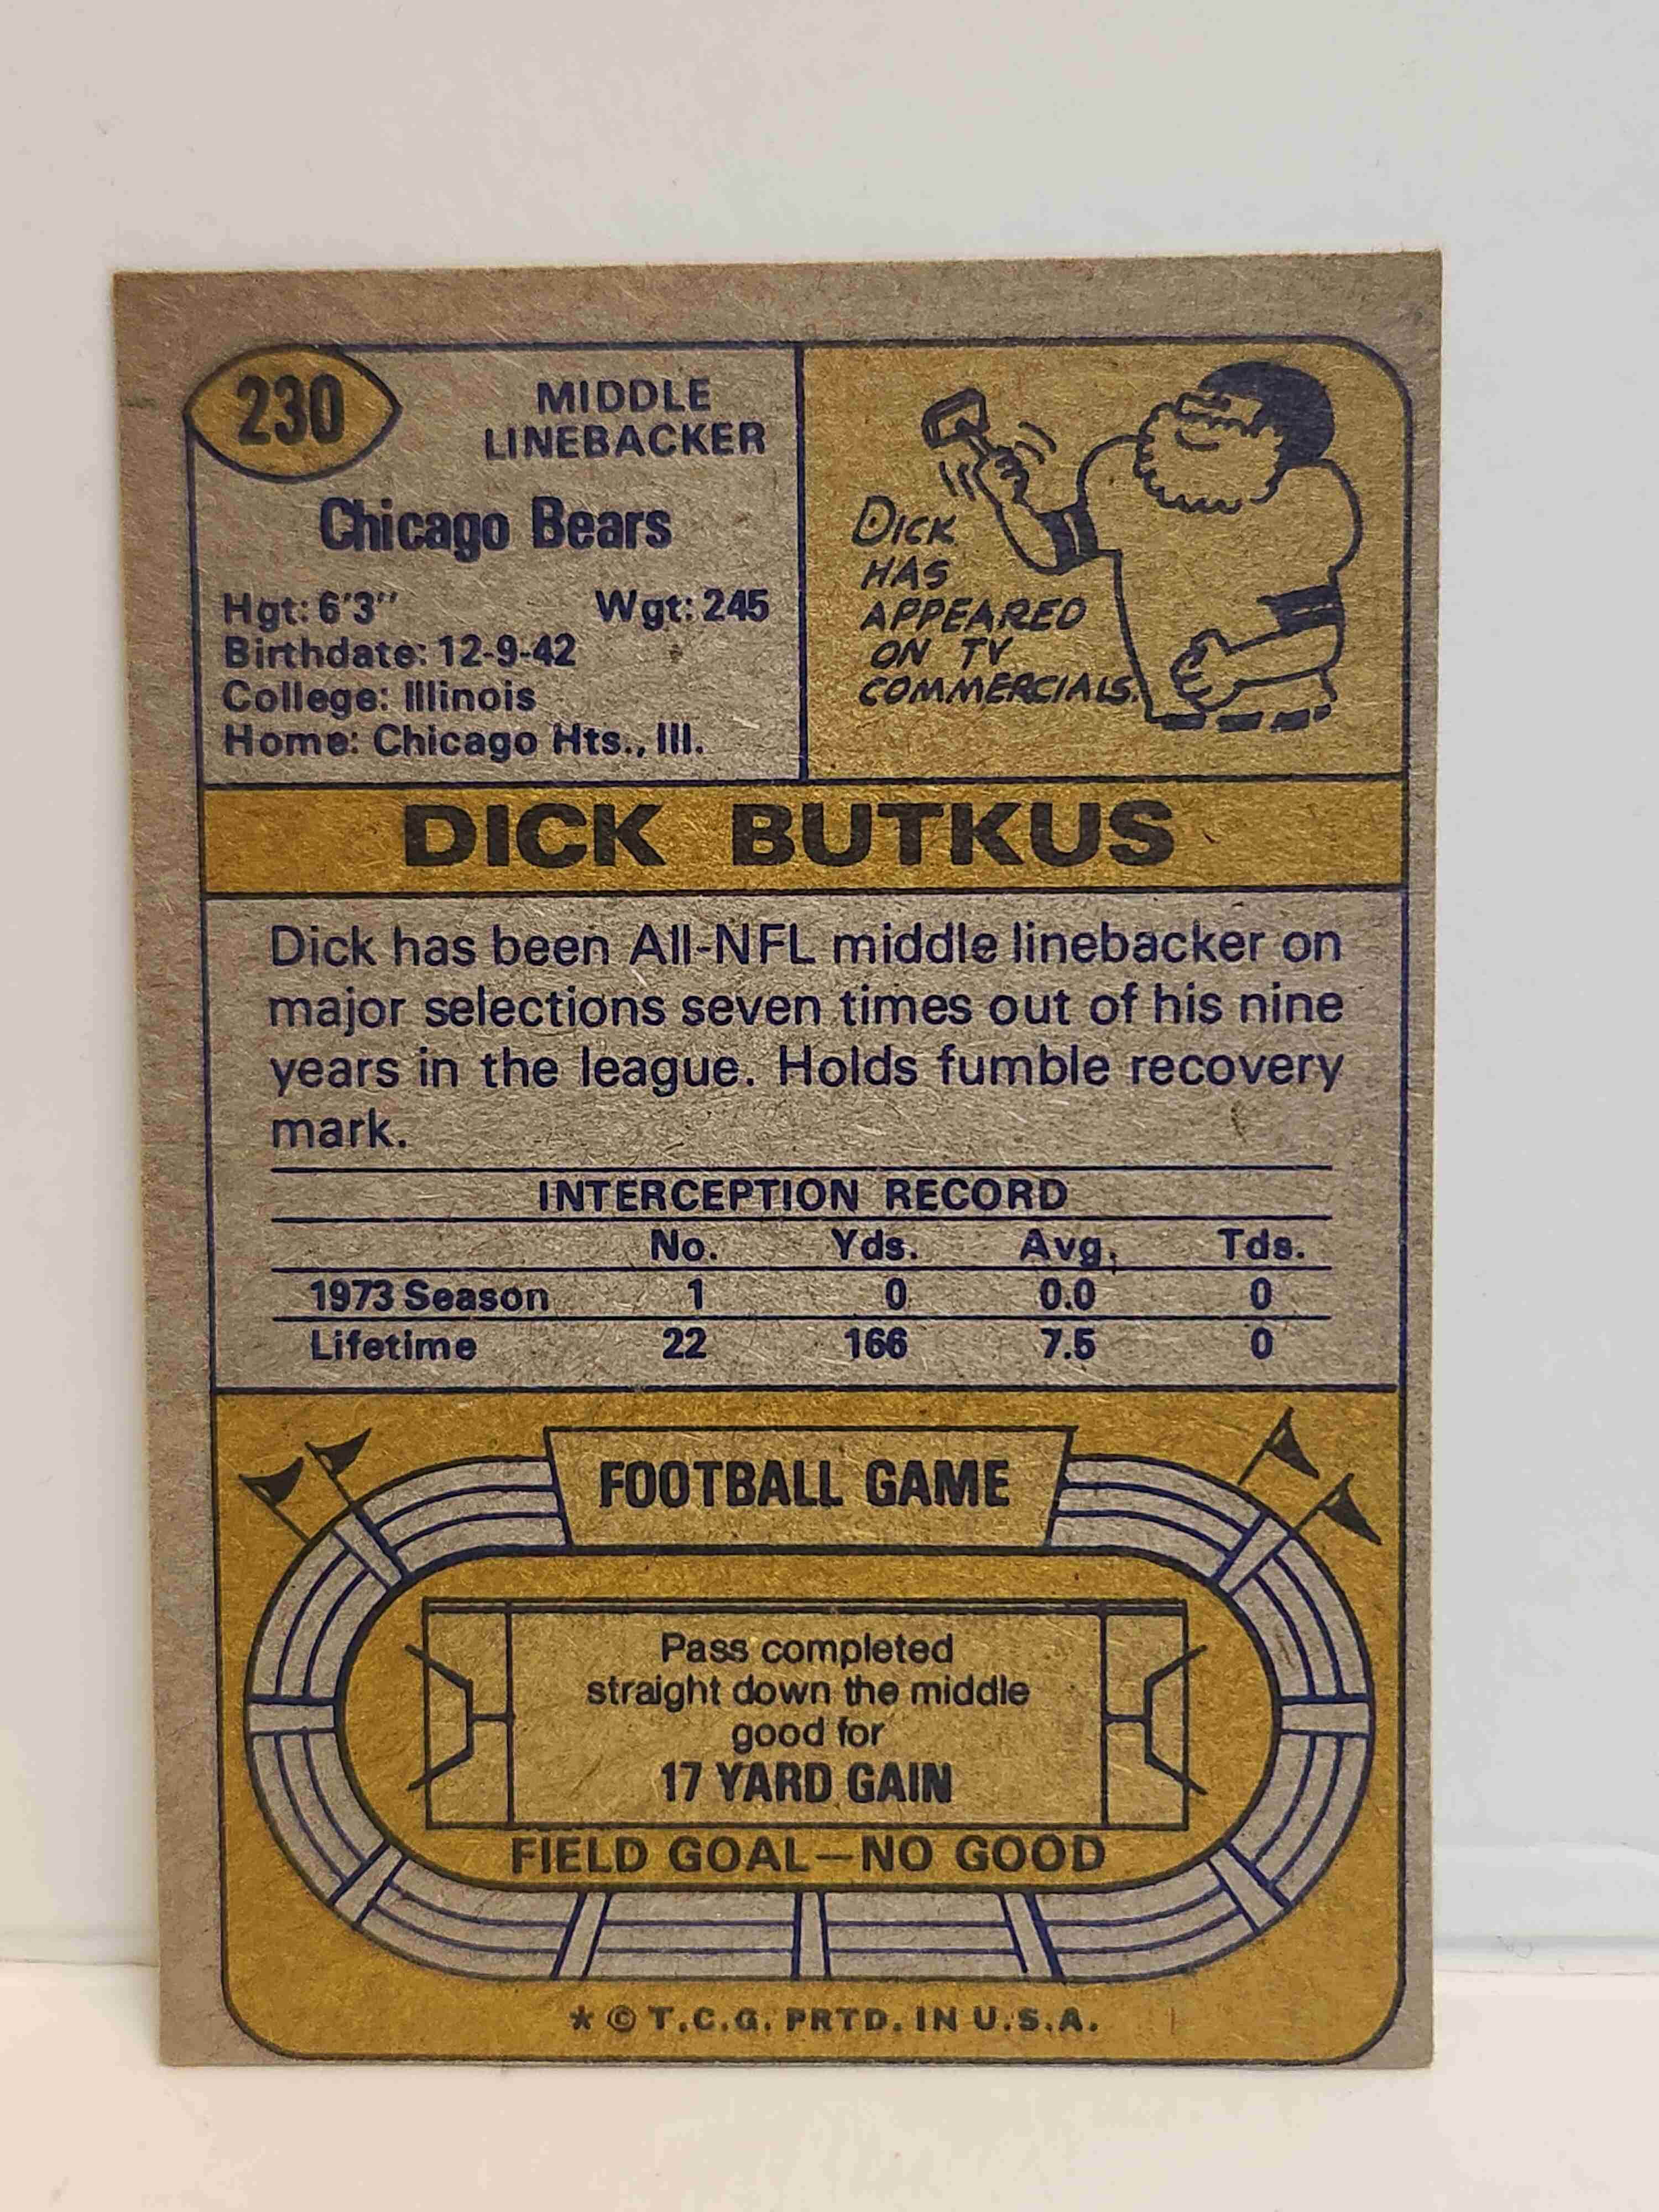 230
MIDDLE
LINEBACKER
Chicago Bears
Hgt: 6'3" Wgt: 245
Birthdate: 12-9-42
College: Illinois
Home: Chicago Hts., Ill.
DICK
HAS
APPEARED
ON TV
COMMERCIALS.
DICK BUTKUS
Dick has been All-NFL middle linebacker on
major selections seven times out of his nine
years in the league. Holds fumble recovery
mark.
INTERCEPTION RECORD
No. Yds. Avg. Tds.
1973 Season 1 0 0.0 0
Lifetime 22 166 7.5 0
FOOTBALL GAME
Pass completed
straight down the middle
good for
17 YARD GAIN
FIELD GOAL—NO GOOD
* © T.C.G. PRTD. IN U.S.A.